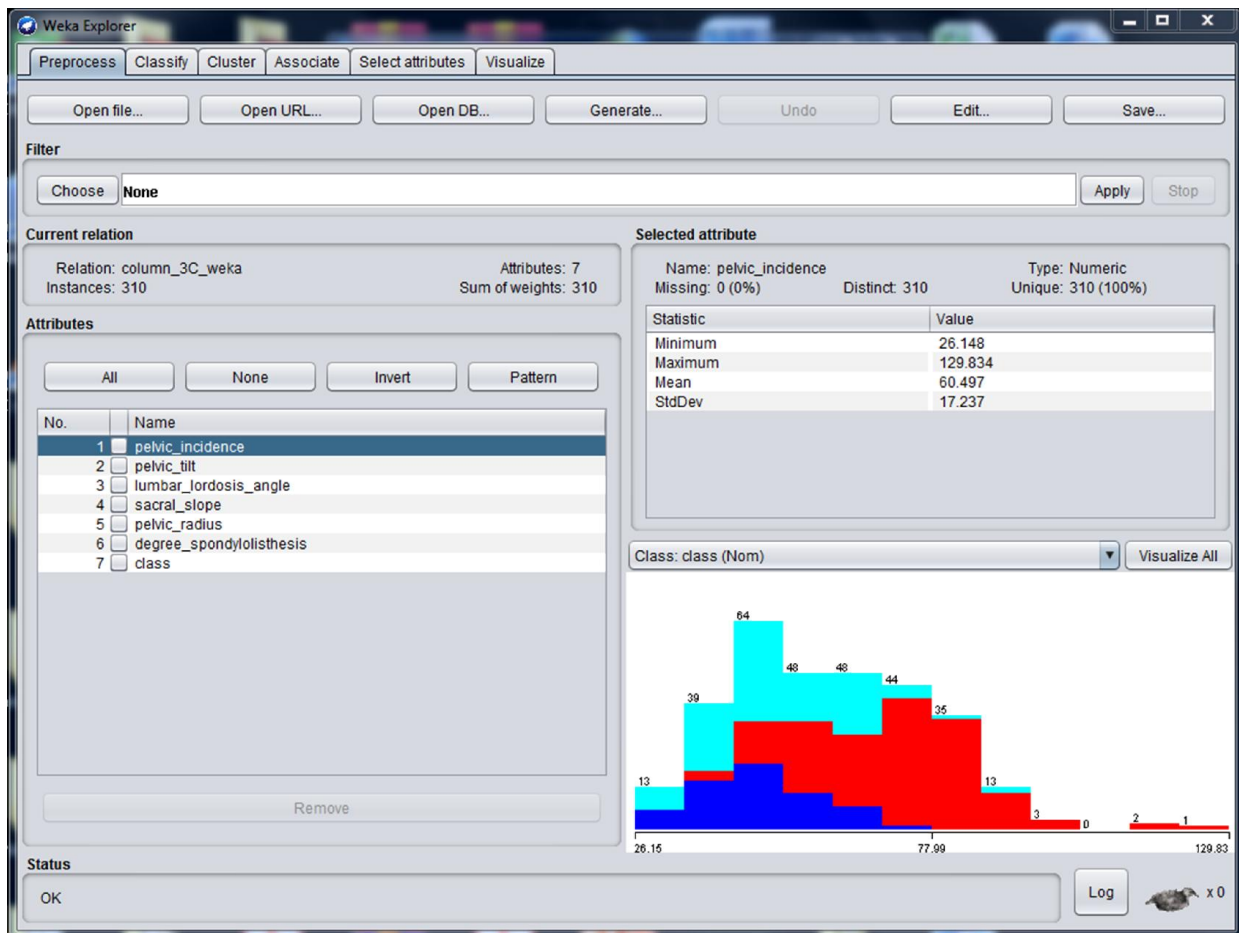 Weka Explorer
Preprocess Classify Cluster Associate Select attributes Visualize
Open file... Open URL... Open DB... Generate... Undo Edit... Save...
Filter
Choose None Apply Stop
Current relation
Relation: column_3C_weka Attributes: 7
Instances: 310 Sum of weights: 310
Attributes
All None Invert Pattern
No. Name
1 pelvic_incidence
2 pelvic_tilt
3 lumbar_lordosis_angle
4 sacral_slope
5 pelvic_radius
6 degree_spondylolisthesis
7 class
Remove
Selected attribute
Name: pelvic_incidence Type: Numeric
Missing: 0 (0%) Distinct: 310 Unique: 310 (100%)
Statistic Value
Minimum 26.148
Maximum 129.834
Mean 60.497
StdDev 17.237
Class: class (Nom) Visualize All
64
48 48
44
39
35
13 13
3 0 2 1
26.15 77.99 129.83
Status
OK Log x 0